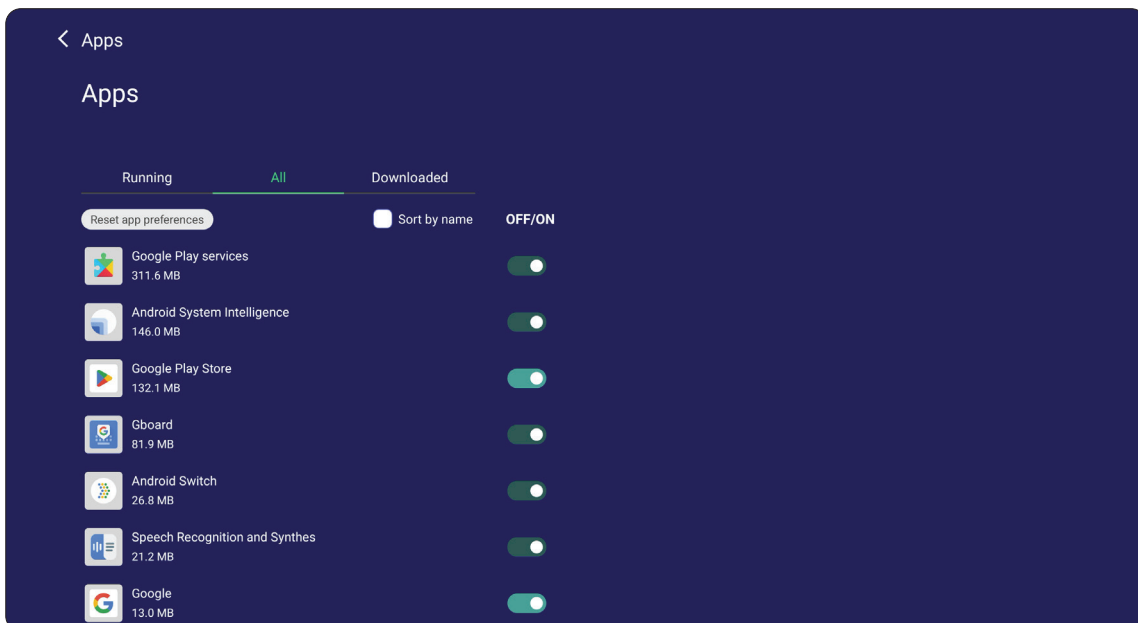 Apps
Apps
Running All Downloaded
Reset app preferences Sort by name OFF/ON
Google Play services
311.6 MB
Android System Intelligence
146.0 MB
Google Play Store
132.1 MB
Gboard
81.9 MB
Android Switch
26.8 MB
Speech Recognition and Synthes
21.2 MB
Google
13.0 MB